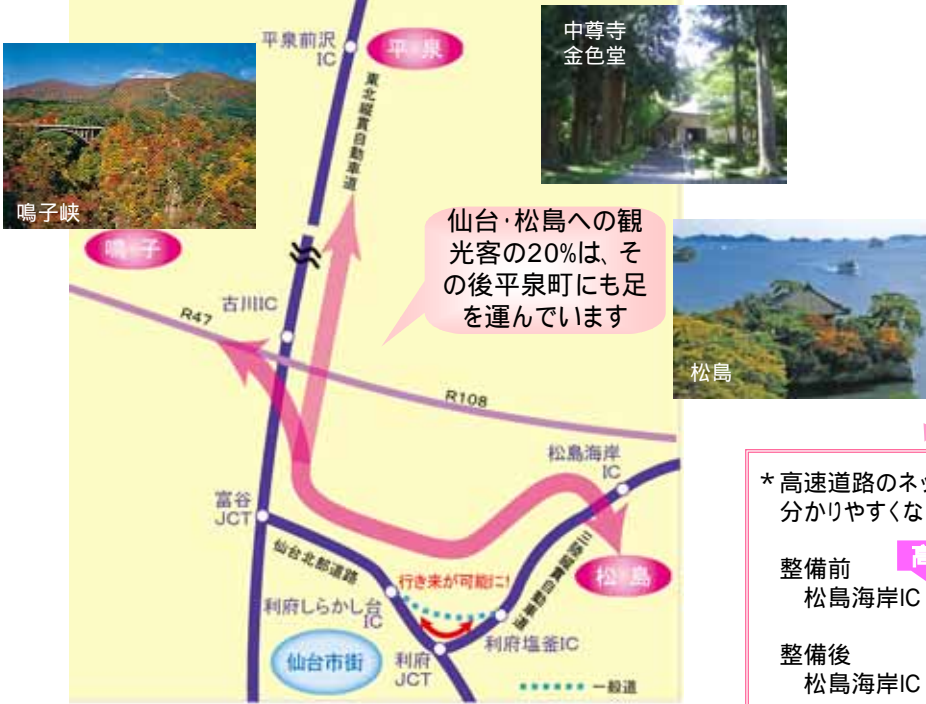 平泉前沢
IC
平 泉
中尊寺
金色堂
東北縦貫自動車道
鳴子峡
鳴 子
仙台・松島への観
光客の20%は、そ
の後平泉町にも足
を運んでいます
古川IC
R47
松島
R108
松島海岸
IC
富谷
JCT
仙台北部道路
三陸縦貫自動車道
行き来が可能に!
松 島
利府しらかし台
IC
利府塩釜IC
仙台市街
利府
JCT
一般道
*高速道路のネッ
分かりやすくな
整備前
高
松島海岸IC
整備後
松島海岸IC